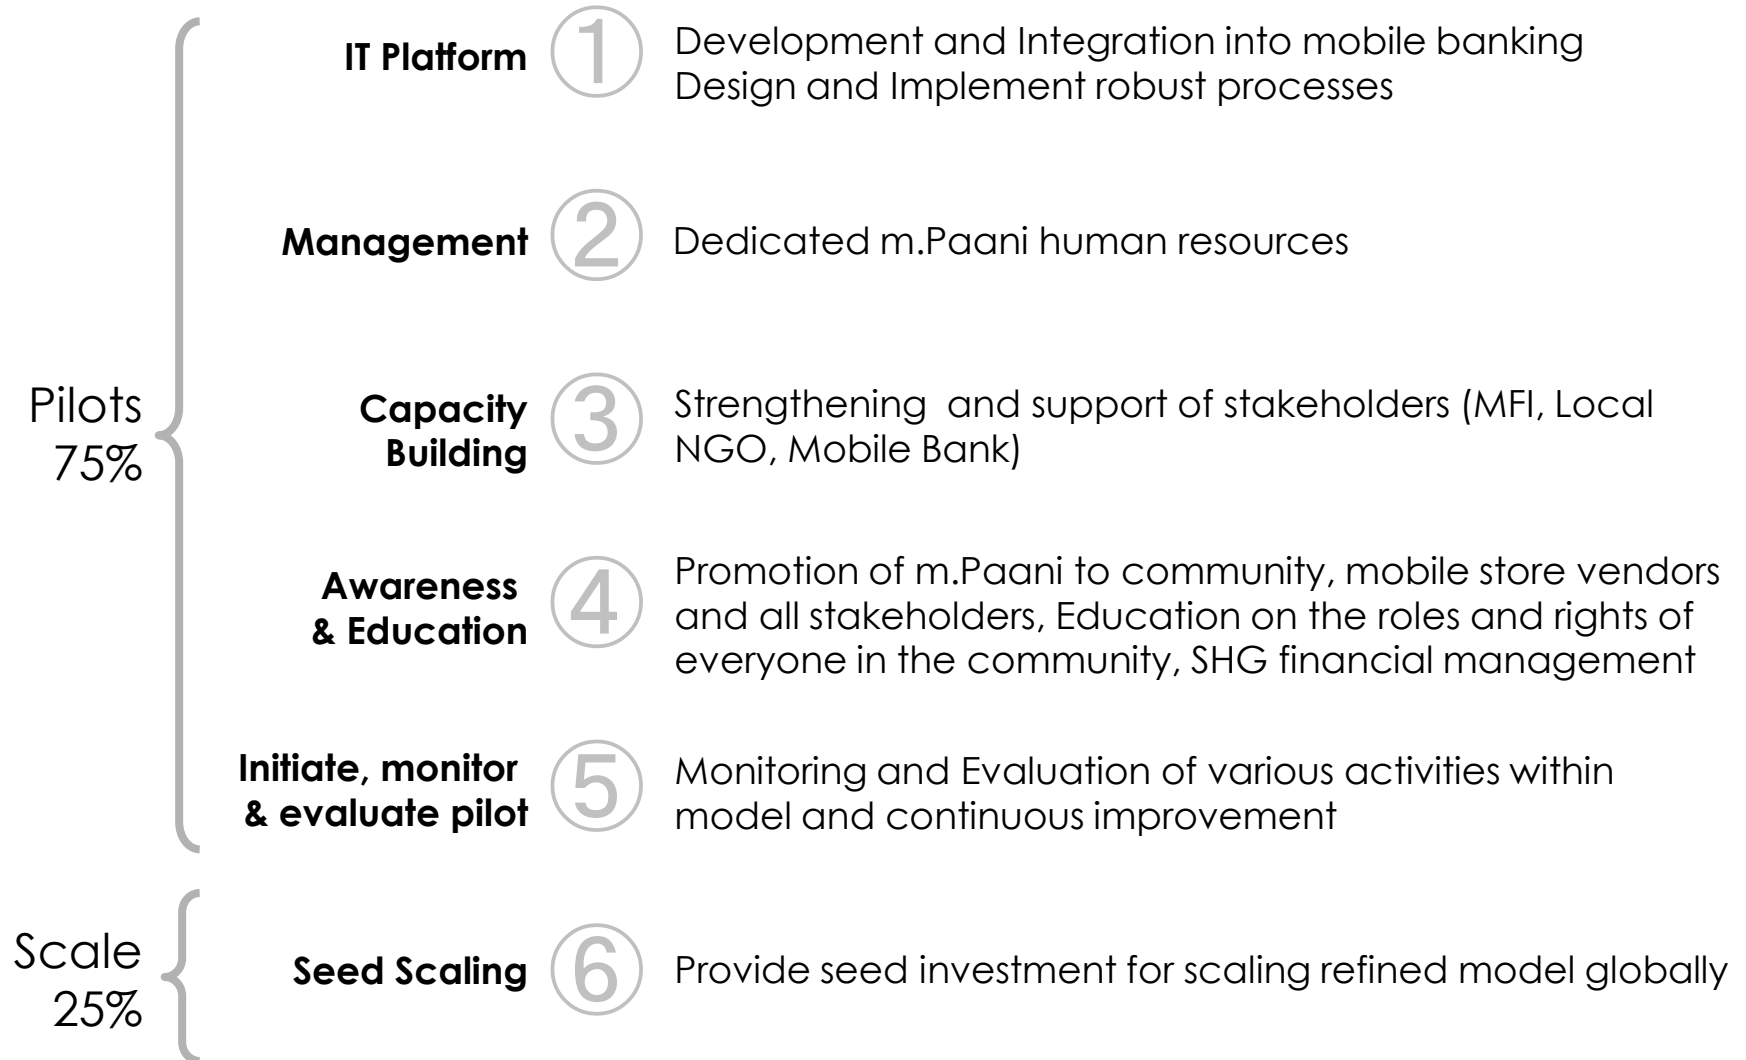 Pilots
75%
IT Platform
1
Development and Integration into mobile banking
Design and Implement robust processes
Management
2
Dedicated m.Paani human resources
Capacity
Building
3
Strengthening  and support of stakeholders (MFI, Local
NGO, Mobile Bank)
Awareness
& Education
4
Promotion of m.Paani to community, mobile store vendors
and all stakeholders, Education on the roles and rights of
everyone in the community, SHG financial management
Initiate, monitor
& evaluate pilot
5
Monitoring and Evaluation of various activities within
model and continuous improvement
Scale
25%
Seed Scaling
6
Provide seed investment for scaling refined model globally